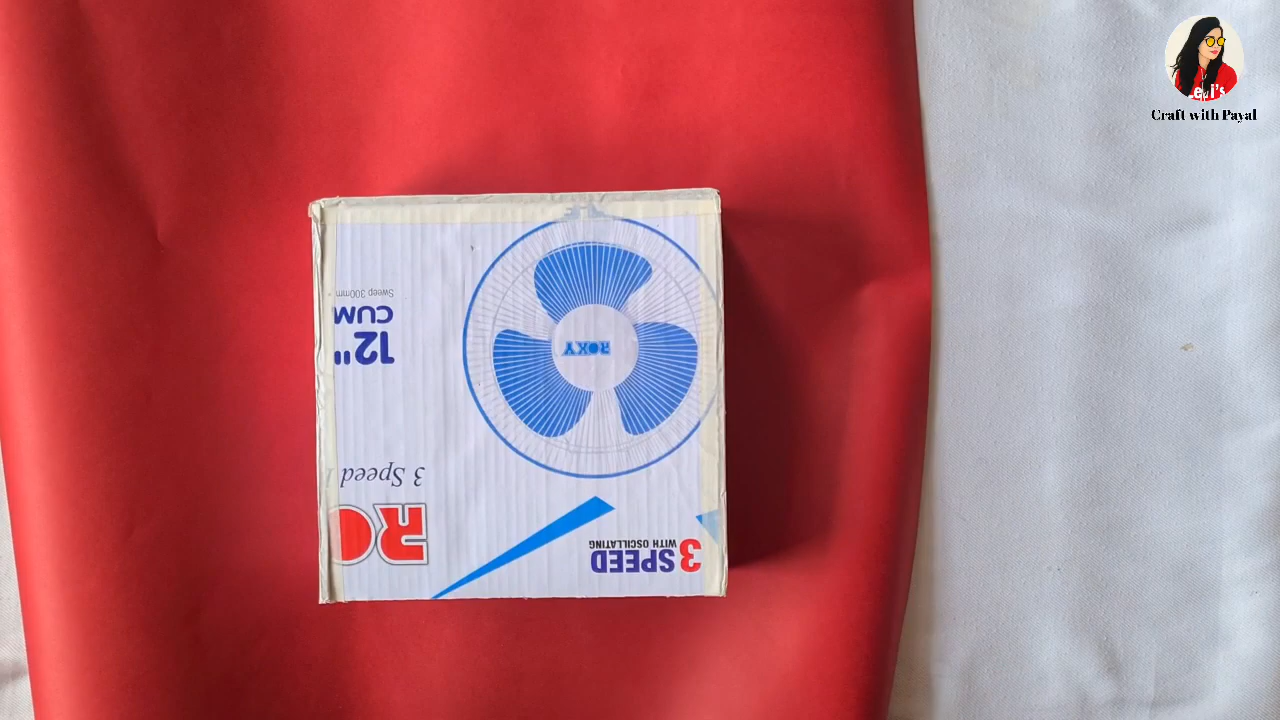 3 SPEED
WITH OSCILLATING
RO
3 Speed
12"
CUM
Sweep 300mm
ROXY
Craft with Payal